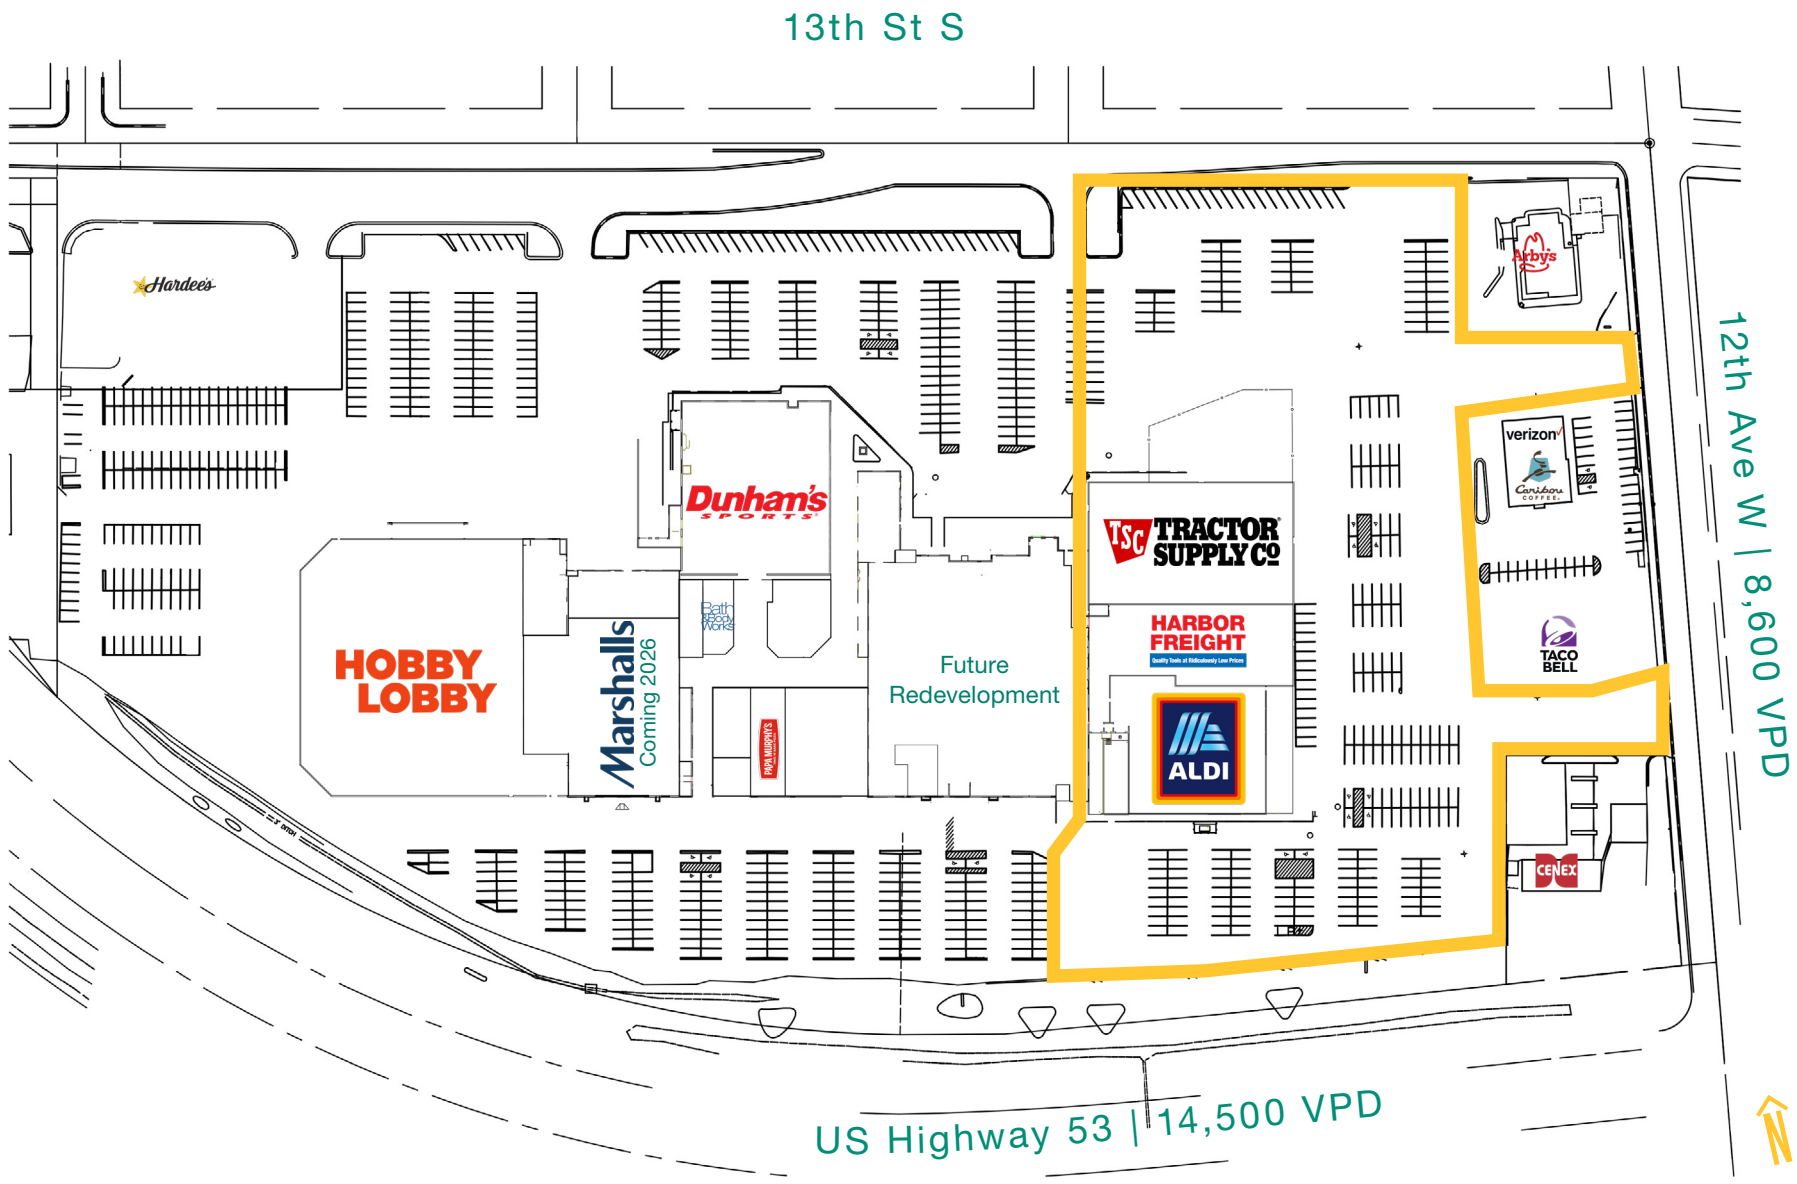 13th St S
Hardee's
Arby's
12th Ave W | 8,600 VPD
verizon
Caribou
COFFEE
Dunham's
SPORTS
TSC TRACTOR
SUPPLY CO
Bath
& Body
Works
HARBOR
FREIGHT
Quality Tools at Ridiculously Low Prices
TACO
BELL
HOBBY
LOBBY
Marshalls
Coming 2026
Future
Redevelopment
PAPA MURPHY'S
ALDI
3' DITCH
CENEX
US Highway 53 | 14,500 VPD
N